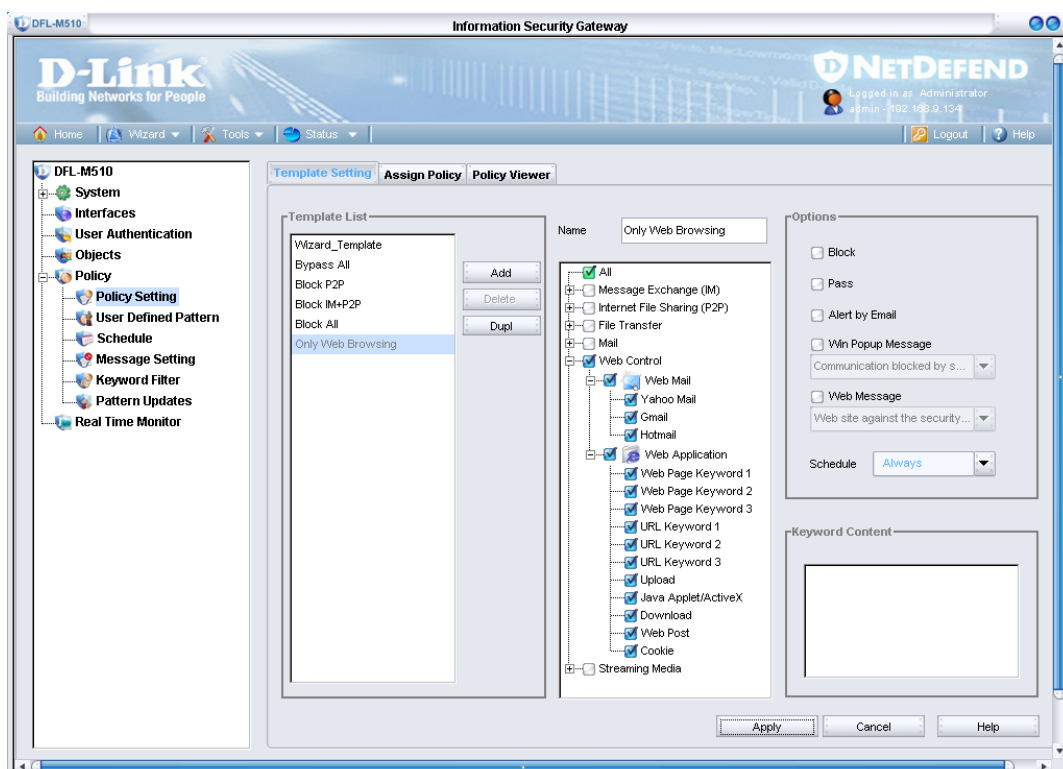 DFL-M510
Information Security Gateway
D-Link
Building Networks for People
NETDEFEND
Logged in as Administrator
admin - 192.168.9.134
Home
Wizard
Tools
Status
Logout
Help
DFL-M510
System
Interfaces
User Authentication
Objects
Policy
Policy Setting
User Defined Pattern
Schedule
Message Setting
Keyword Filter
Pattern Updates
Real Time Monitor
Template Setting
Assign Policy
Policy Viewer
Template List
Wizard_Template
Bypass All
Block P2P
Block IM+P2P
Block All
Only Web Browsing
Add
Delete
Dupl
Name
Only Web Browsing
All
Message Exchange (IM)
Internet File Sharing (P2P)
File Transfer
Mail
Web Control
Web Mail
Yahoo Mail
Gmail
Hotmail
Web Application
Web Page Keyword 1
Web Page Keyword 2
Web Page Keyword 3
URL Keyword 1
URL Keyword 2
URL Keyword 3
Upload
Java Applet/ActiveX
Download
Web Post
Cookie
Streaming Media
Options
Block
Pass
Alert by Email
Win Popup Message
Communication blocked by s...
Web Message
Web site against the security...
Schedule
Always
Keyword Content
Apply
Cancel
Help